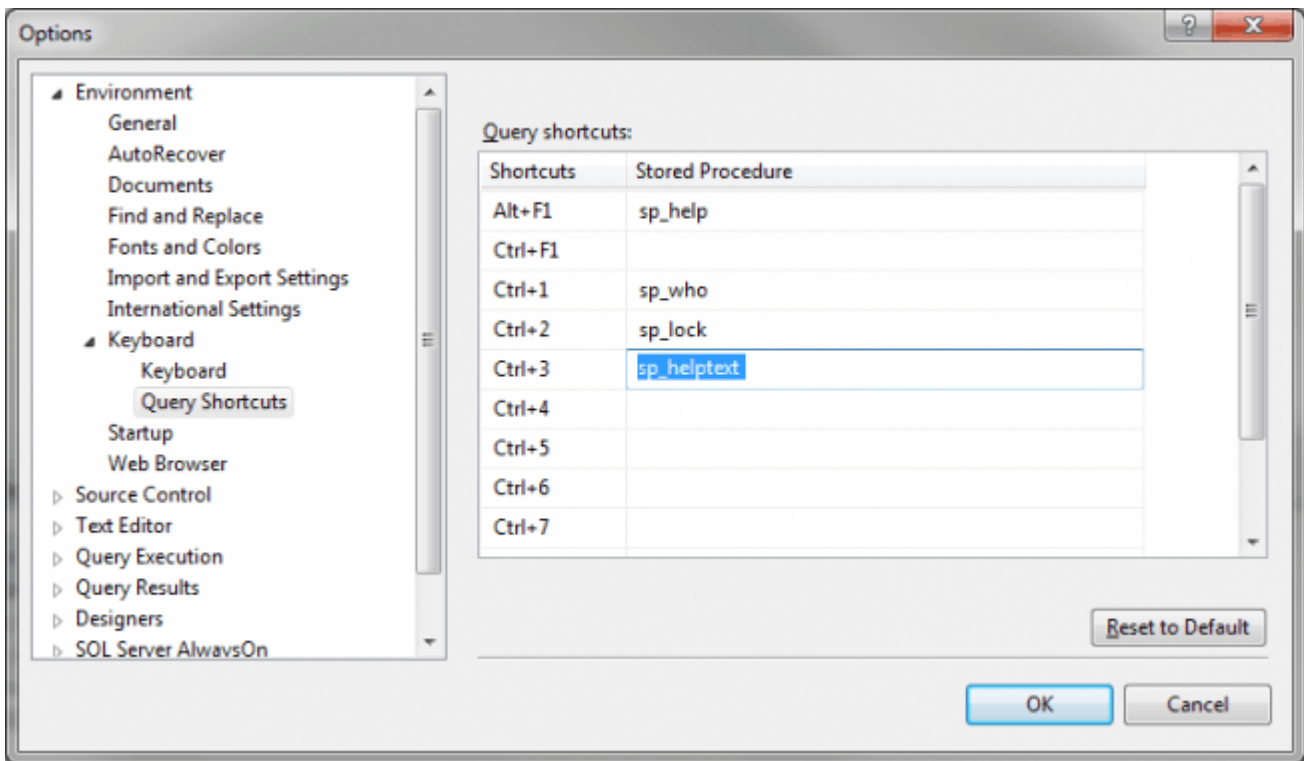 Options
Environment
General
AutoRecover
Documents
Find and Replace
Fonts and Colors
Import and Export Settings
International Settings
Keyboard
Keyboard
Query Shortcuts
Startup
Web Browser
Source Control
Text Editor
Query Execution
Query Results
Designers
SQL Server AlwaysOn
Query shortcuts:
Shortcuts Stored Procedure
Alt+F1 sp_help
Ctrl+F1
Ctrl+1 sp_who
Ctrl+2 sp_lock
Ctrl+3 sp_helptext
Ctrl+4
Ctrl+5
Ctrl+6
Ctrl+7
Reset to Default
OK Cancel